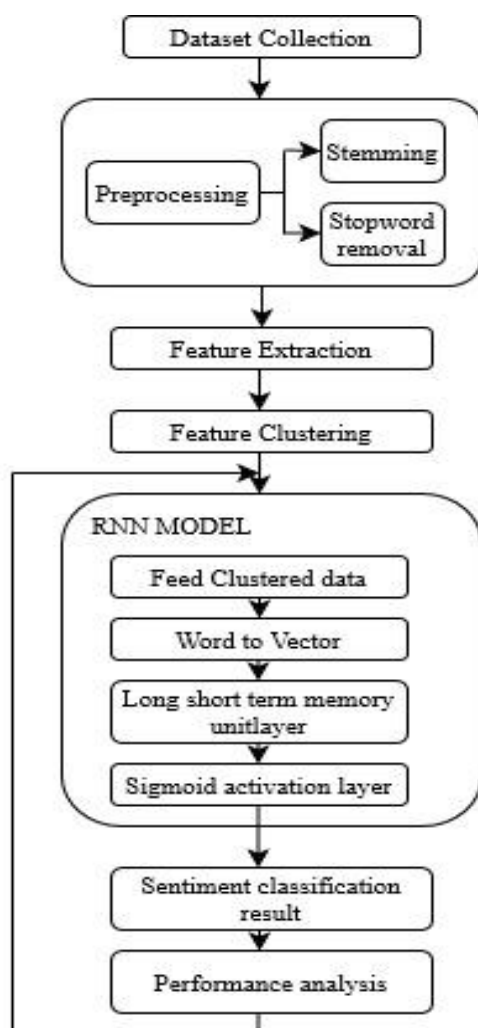 Dataset Collection
Preprocessing
Stemming
Stopword
removal
Feature Extraction
Feature Clustering
RNN MODEL
Feed Clustered data
Word to Vector
Long short term memory
unitlayer
Sigmoid activation layer
Sentiment classification
result
Performance analysis